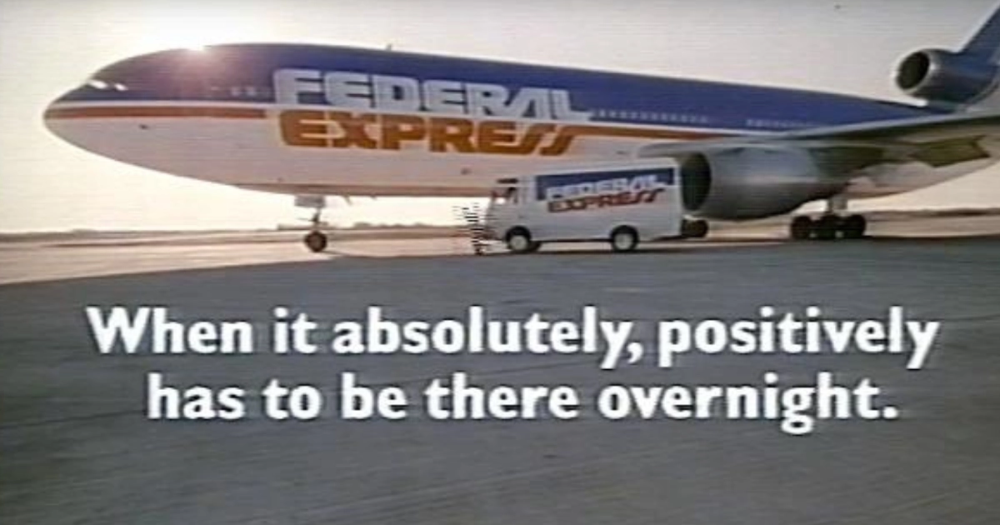 FEDERAL
EXPRESS
FEDERAL
EXPRESS
When it absolutely, positively
has to be there overnight.